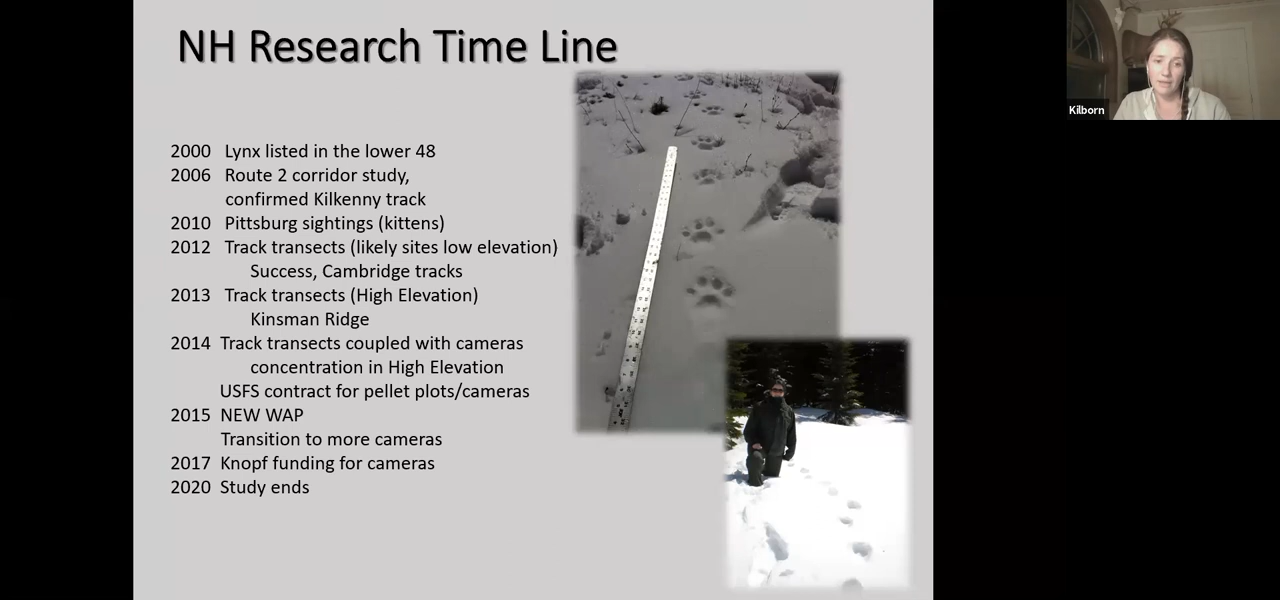 NH Research Time Line
Kilborn
2000 Lynx listed in the lower 48
2006 Route 2 corridor study,
confirmed Kilkenny track
2010 Pittsburg sightings (kittens)
2012 Track transects (likely sites low elevation)
Success, Cambridge tracks
2013 Track transects (High Elevation)
Kinsman Ridge
2014 Track transects coupled with cameras
concentration in High Elevation
USFS contract for pellet plots/cameras
2015 NEW WAP
Transition to more cameras
2017 Knopf funding for cameras
2020 Study ends